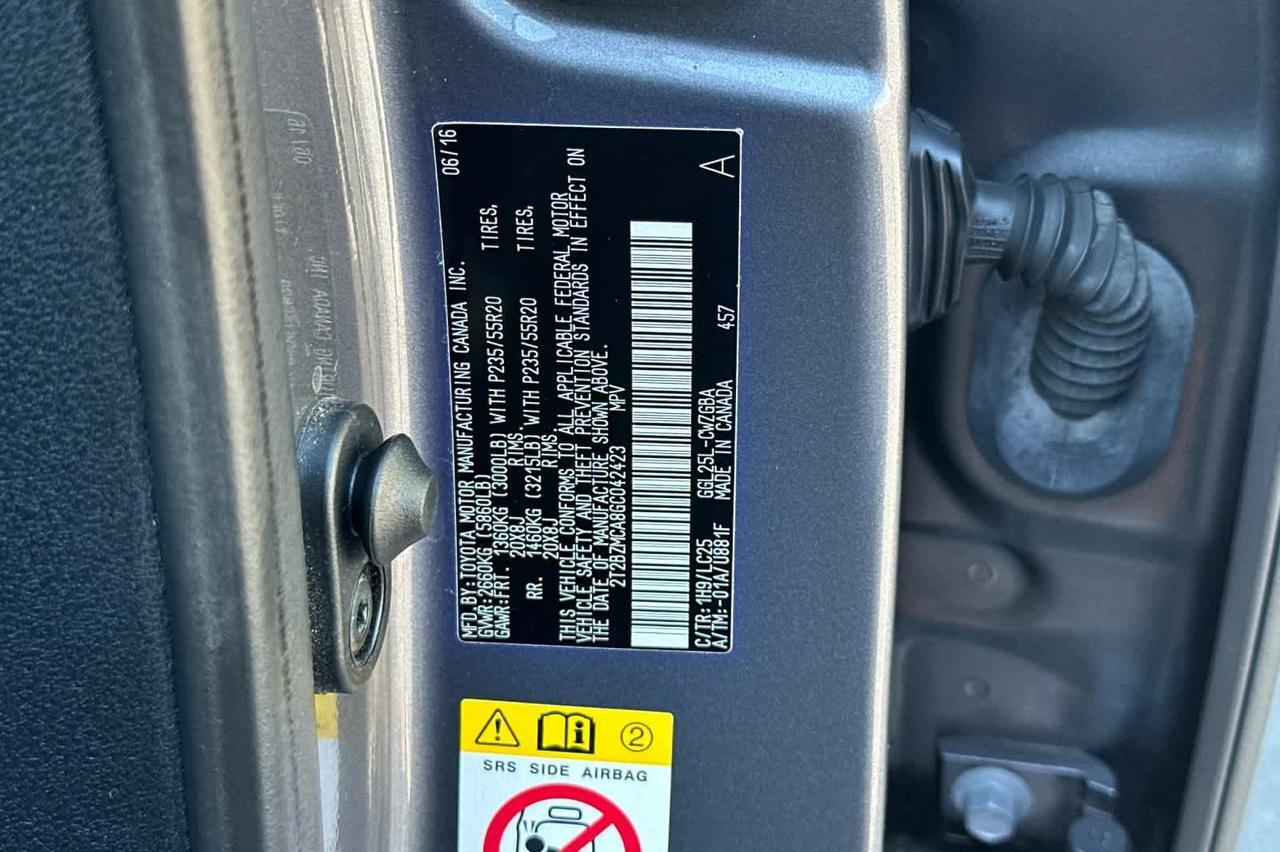 MFD.BY:TOYOTA MOTOR MANUFACTURING CANADA INC. 06/16
GVWR:2660KG (5860LB)
GAWR:FRT. 1360KG (3000LB) WITH P235/55R20 TIRES,
20X8J RIMS
RR. 1460KG (3215LB) WITH P235/55R20 TIRES,
20X8J RIMS.
THIS VEHICLE CONFORMS TO ALL APPLICABLE FEDERAL MOTOR
VEHICLE SAFETY AND THEFT PREVENTION STANDARDS IN EFFECT ON
THE DATE OF MANUFACTURE SHOWN ABOVE.
2T2BZMCA8GC042423 MPV
A
C/TR:1H9/LC25 GGL25L-CWZGBA 457
A/TM:-01A/U881F MADE IN CANADA
2
SRS SIDE AIRBAG